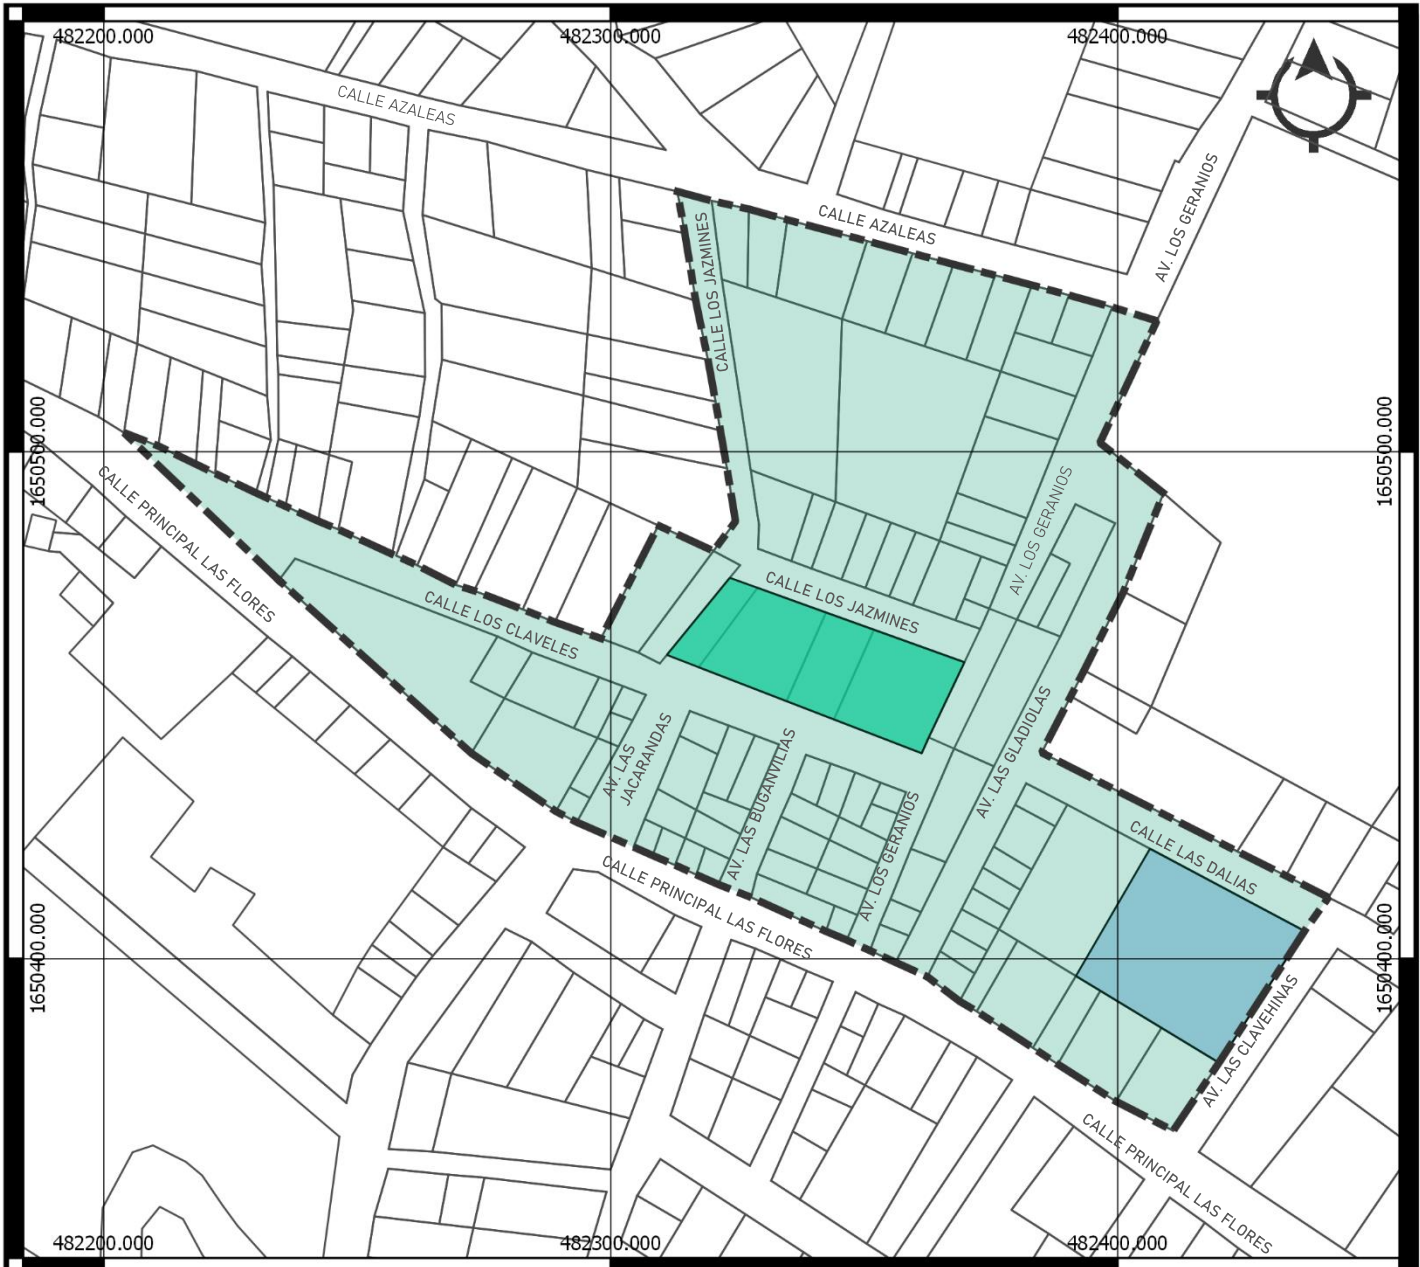 482200.000
482300.000
482400.000
CALLE AZALEAS
CALLE AZALEAS
AV. LOS GERANIOS
CALLE LOS JAZMINES
1650500.000
1650500.000
CALLE PRINCIPAL LAS FLORES
AV. LOS GERANIOS
CALLE LOS JAZMINES
CALLE LOS CLAVELES
AV. LAS
JACARANDAS
AV. LAS GLADIOLAS
AV. LAS BUGANVILIAS
AV. LOS GERANIOS
CALLE LAS DALIAS
CALLE PRINCIPAL LAS FLORES
1650400.000
1650400.000
AV. LAS CLAVEHINAS
CALLE PRINCIPAL LAS FLORES
482200.000
482300.000
482400.000